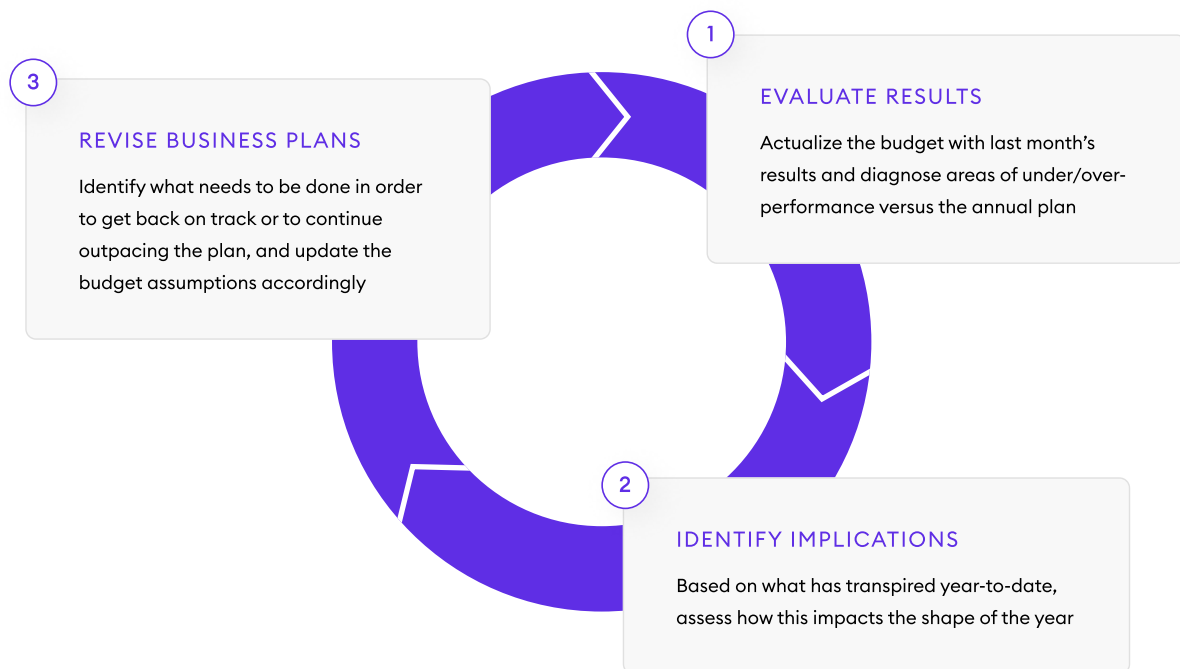 1
EVALUATE RESULTS
Actualize the budget with last month’s
results and diagnose areas of under/over-
performance versus the annual plan
2
IDENTIFY IMPLICATIONS
Based on what has transpired year-to-date,
assess how this impacts the shape of the year
3
REVISE BUSINESS PLANS
Identify what needs to be done in order
to get back on track or to continue
outpacing the plan, and update the
budget assumptions accordingly